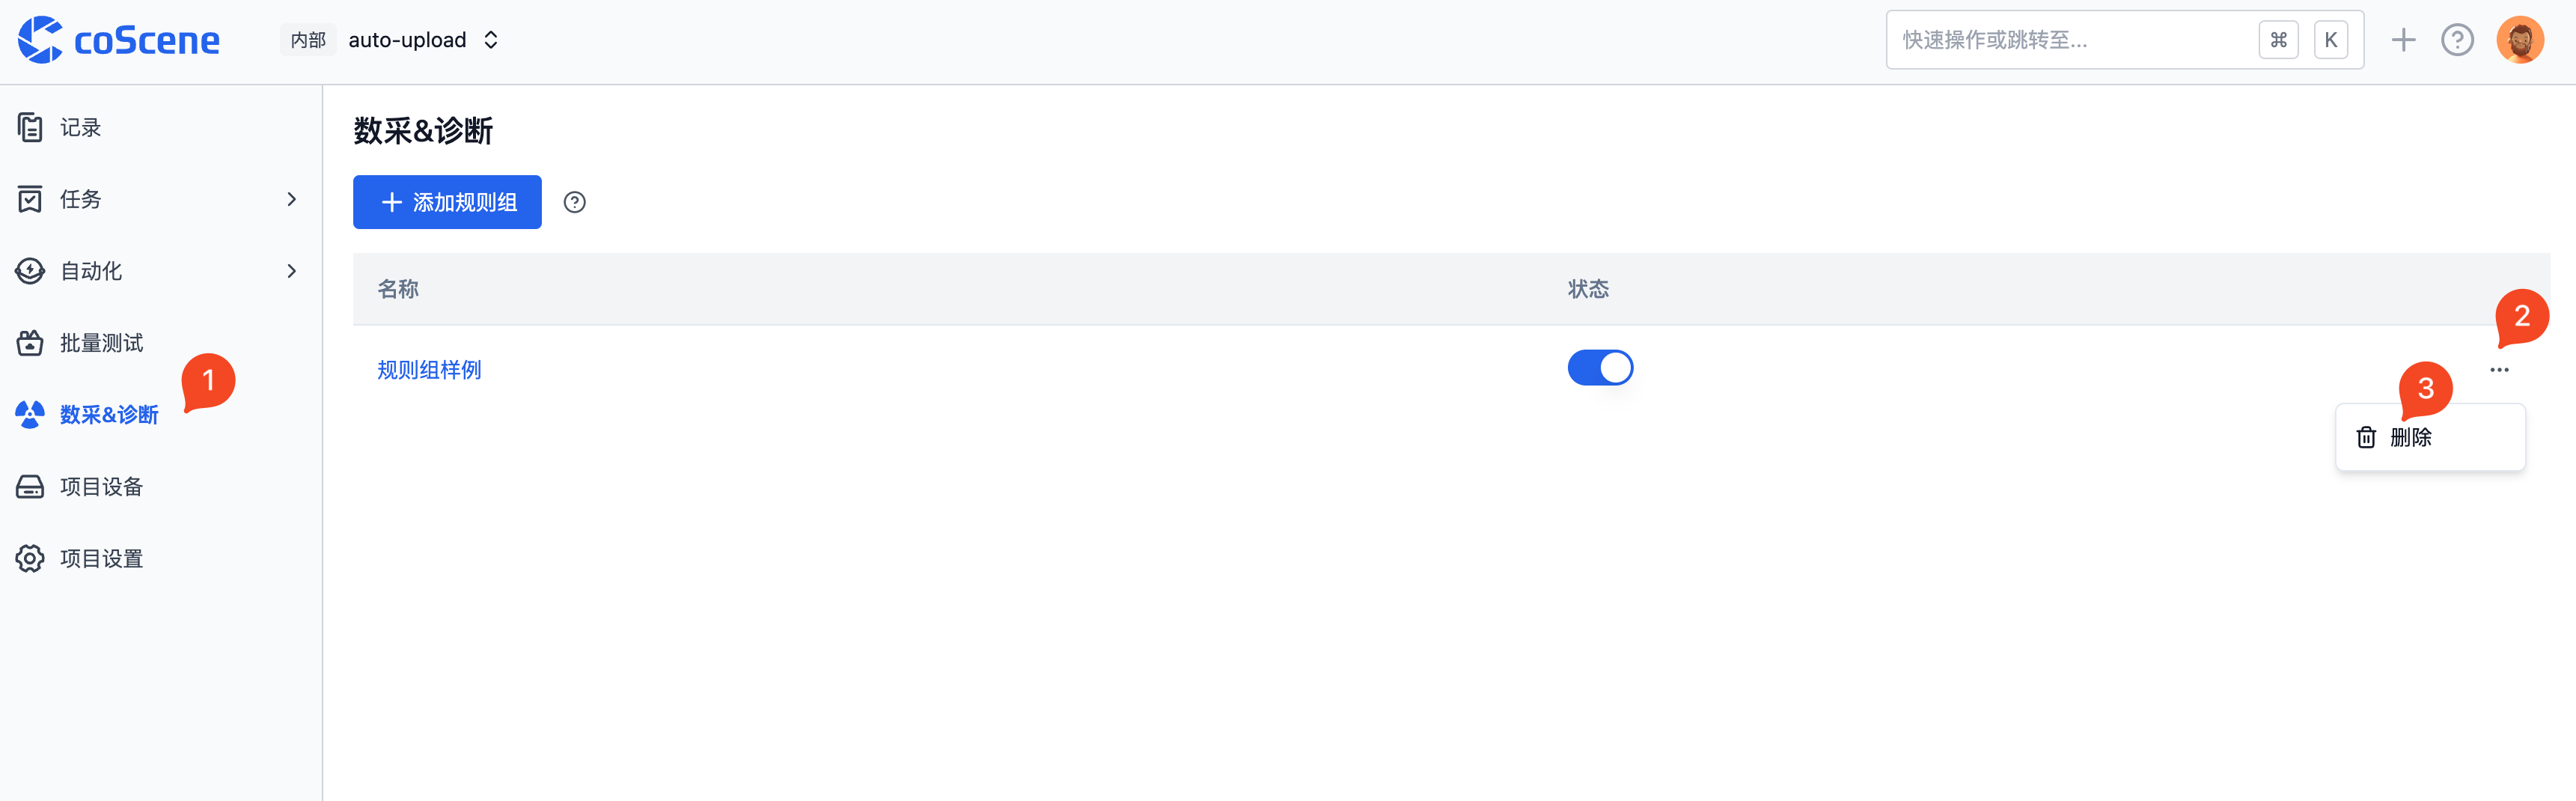 coScene
内部 auto-upload
快速操作或跳转至... ⌘ K
记录
任务
自动化
批量测试
1
数采&诊断
项目设备
项目设置
数采&诊断
+ 添加规则组 ?
名称 状态
2
规则组样例 ...
3
删除